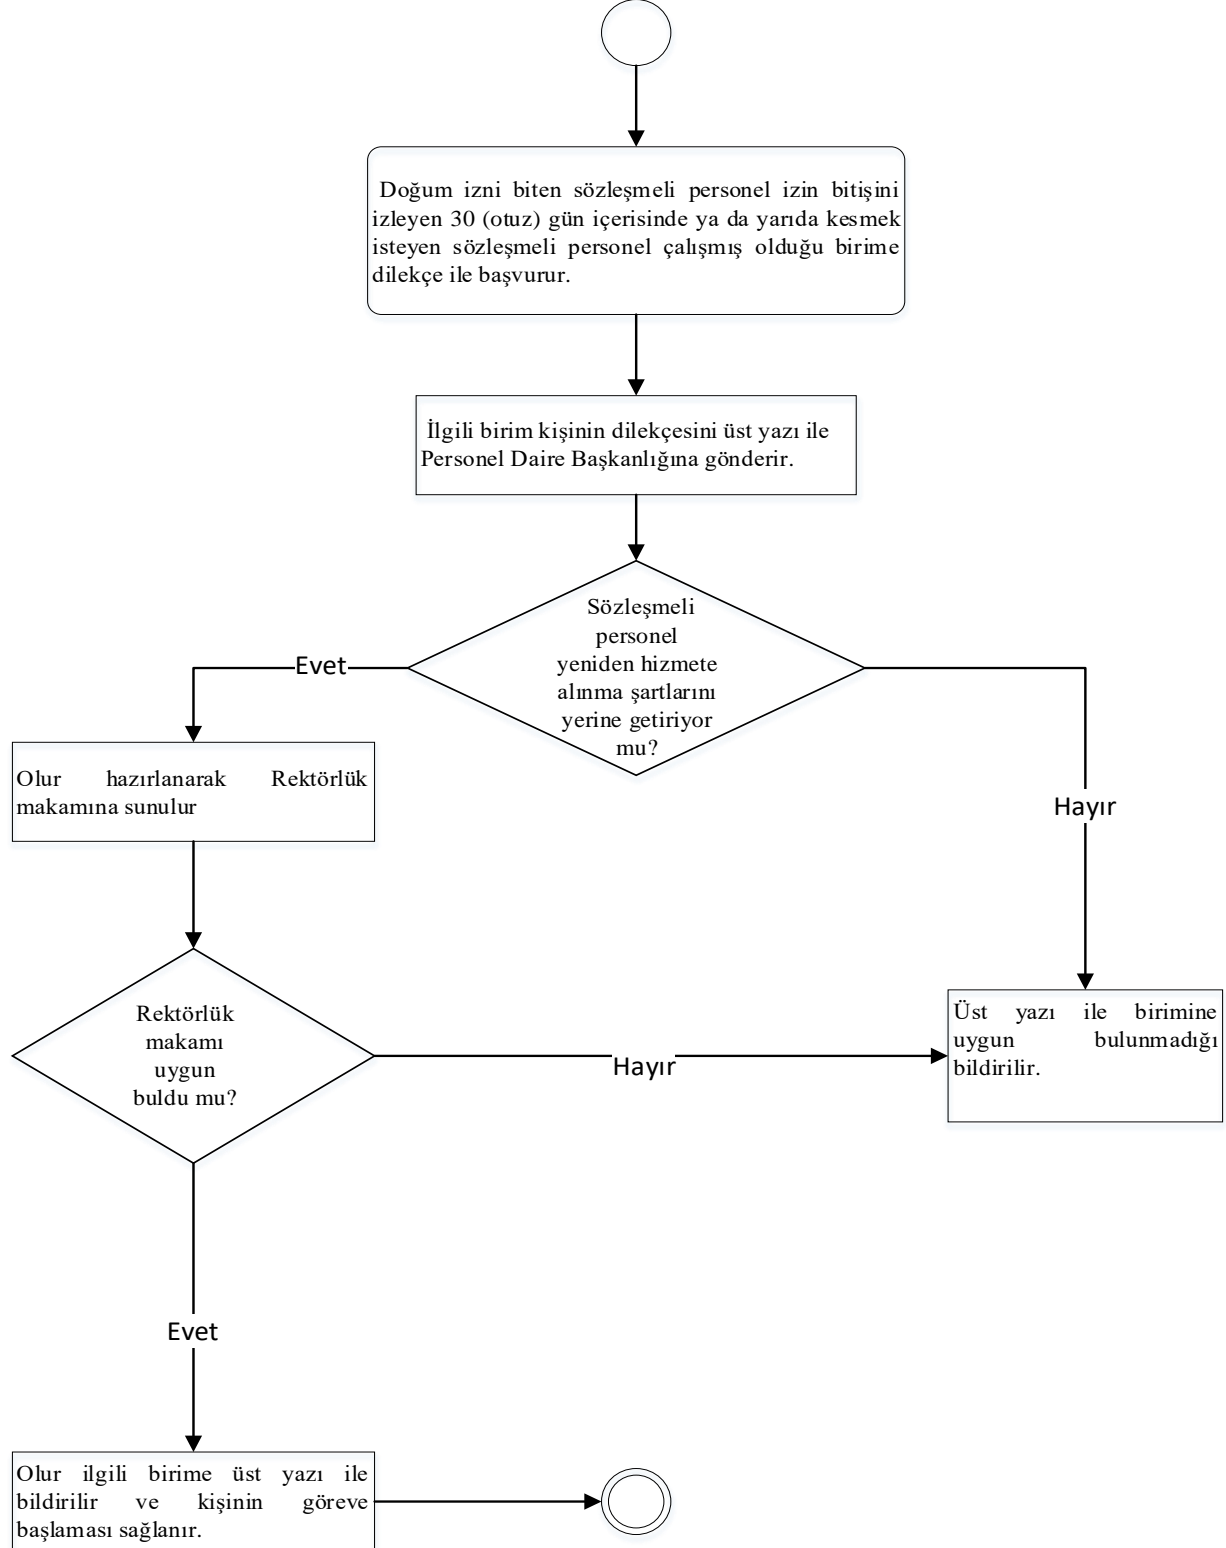 Doğum izni biten sözleşmeli personel izin bitişini
izleyen 30 (otuz) gün içerisinde ya da yarıda kesmek
isteyen sözleşmeli personel çalışmış olduğu birime
dilekçe ile başvurur.
İlgili birim kişinin dilekçesini üst yazı ile
Personel Daire Başkanlığına gönderir.
Sözleşmeli
personel
yeniden hizmete
alınma şartlarını
yerine getiriyor
mu?
Evet
Olur hazırlanarak Rektörlük
makamına sunulur
Hayır
Rektörlük
makamı
uygun
buldu mu?
Hayır
Üst yazı ile birimine
uygun bulunmadığı
bildirilir.
Evet
Olur ilgili birime üst yazı ile
bildirilir ve kişinin göreve
başlaması sağlanır.